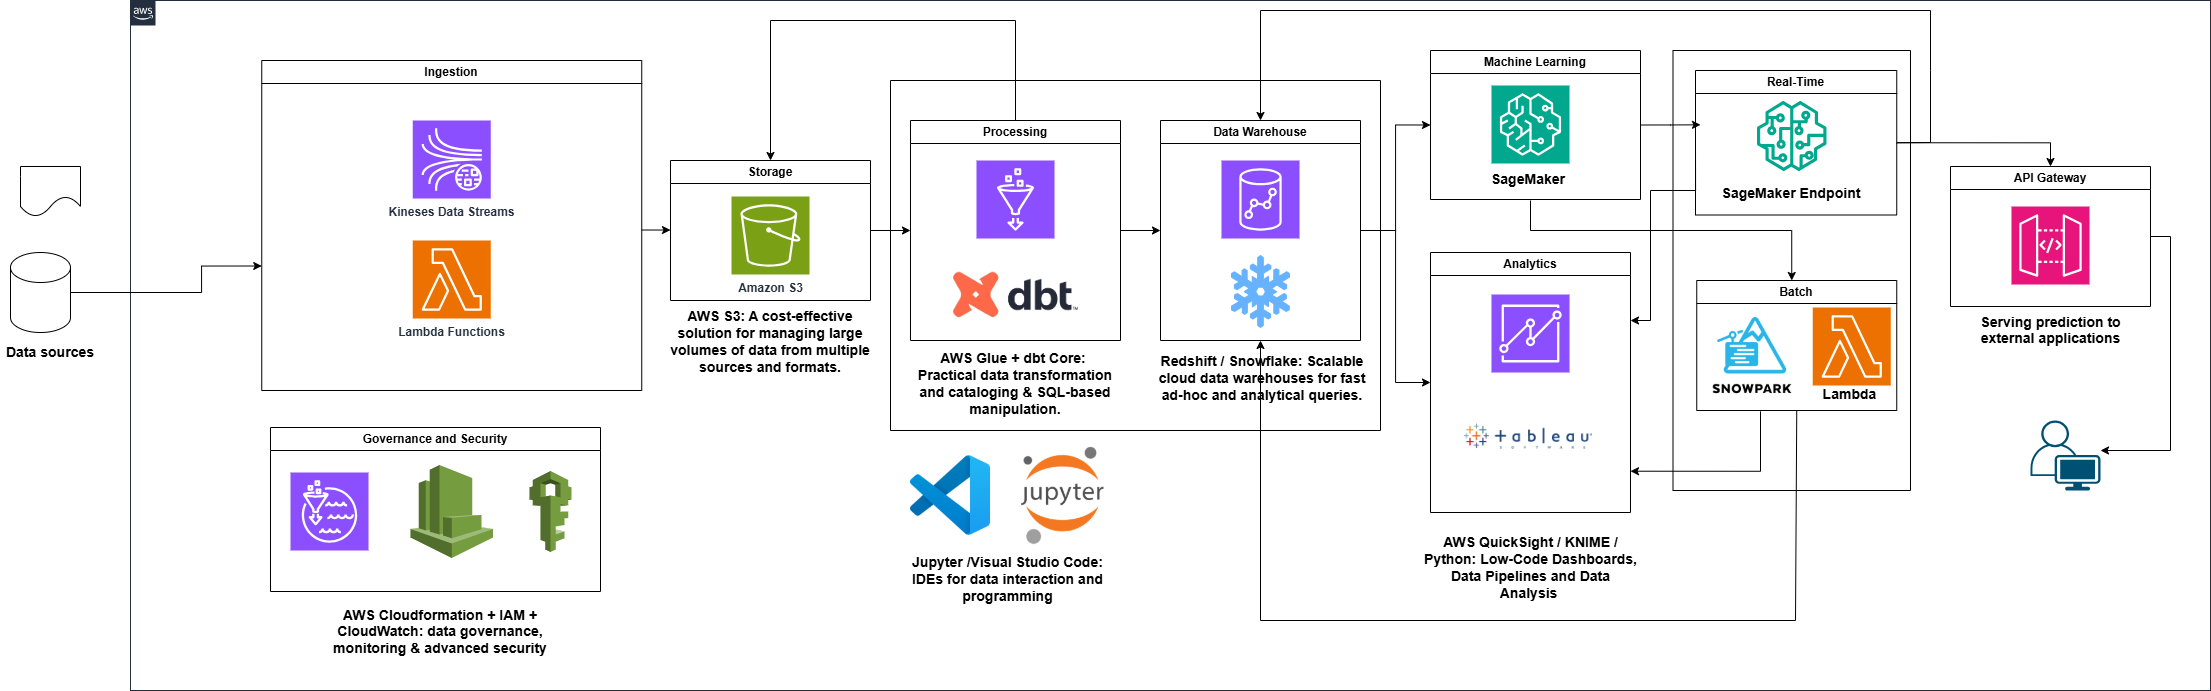 aws
Ingestion
Kineses Data Streams
Lambda Functions
Data sources
Governance and Security
AWS Cloudformation + IAM +
CloudWatch: data governance,
monitoring & advanced security
Storage
Amazon S3
AWS S3: A cost-effective
solution for managing large
volumes of data from multiple
sources and formats.
Processing
dbt
AWS Glue + dbt Core:
Practical data transformation
and cataloging & SQL-based
manipulation.
Data Warehouse
Redshift / Snowflake: Scalable
cloud data warehouses for fast
ad-hoc and analytical queries.
jupyter
Jupyter /Visual Studio Code:
IDEs for data interaction and
programming
Machine Learning
SageMaker
Analytics
+ableau
SOFTWARE
AWS QuickSight / KNIME /
Python: Low-Code Dashboards,
Data Pipelines and Data
Analysis
Real-Time
SageMaker Endpoint
Batch
SNOWPARK
Lambda
API Gateway
</>
Serving prediction to
external applications